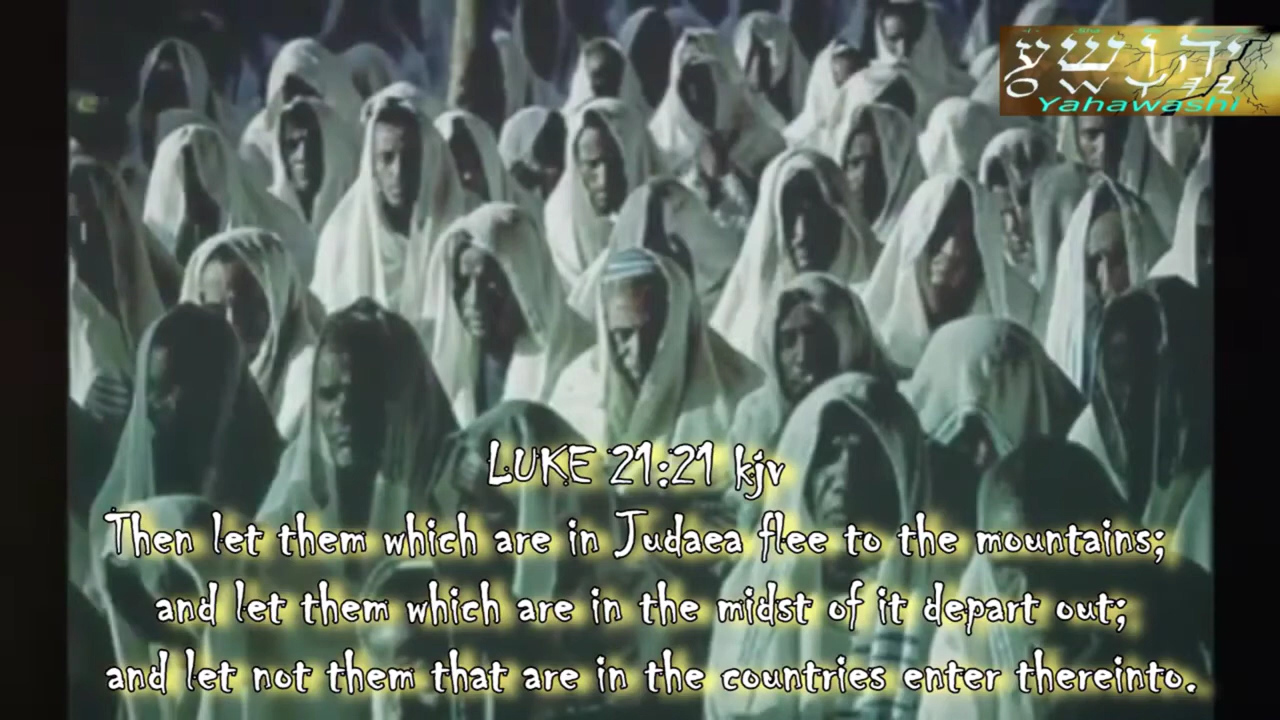 יהושע
𐤉𐤄𐤅𐤔𐤏
Yahawashi
LUKE 21:21 kjv
Then let them which are in Judaea flee to the mountains;
and let them which are in the midst of it depart out;
and let not them that are in the countries enter thereinto.